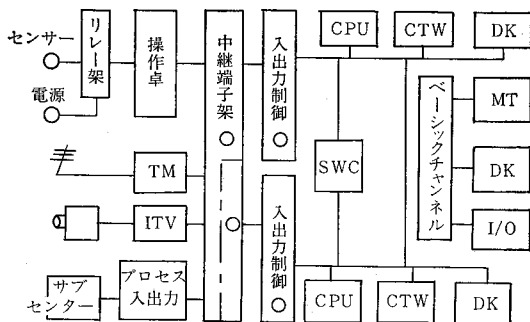 センサー
電源
リレー架
操作卓
中継端子架
入出力制御
CPU
CTW
DK
TM
ITV
サブ
センター
プロセス
入出力
SWC
ベーシックチャンネル
MT
DK
I/O
入出力制御
CPU
CTW
DK